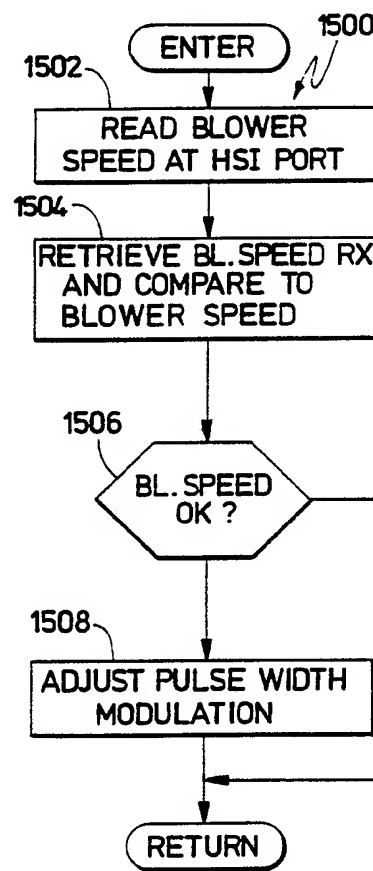 ENTER
1500
1502
READ BLOWER
SPEED AT HSI PORT
1504
RETRIEVE BL.SPEED RX
AND COMPARE TO
BLOWER SPEED
1506
BL.SPEED
OK ?
1508
ADJUST PULSE WIDTH
MODULATION
RETURN